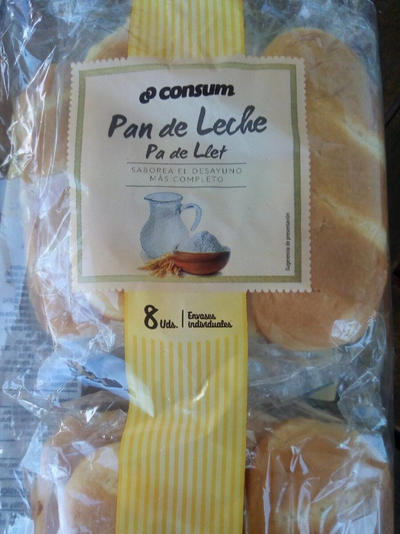 consum
Pan de Leche
Pa de Llet
SABOREA EL DESAYUNO
MÁS COMPLETO
Sugerencia de presentación
8 Uds.
Envases
individuales